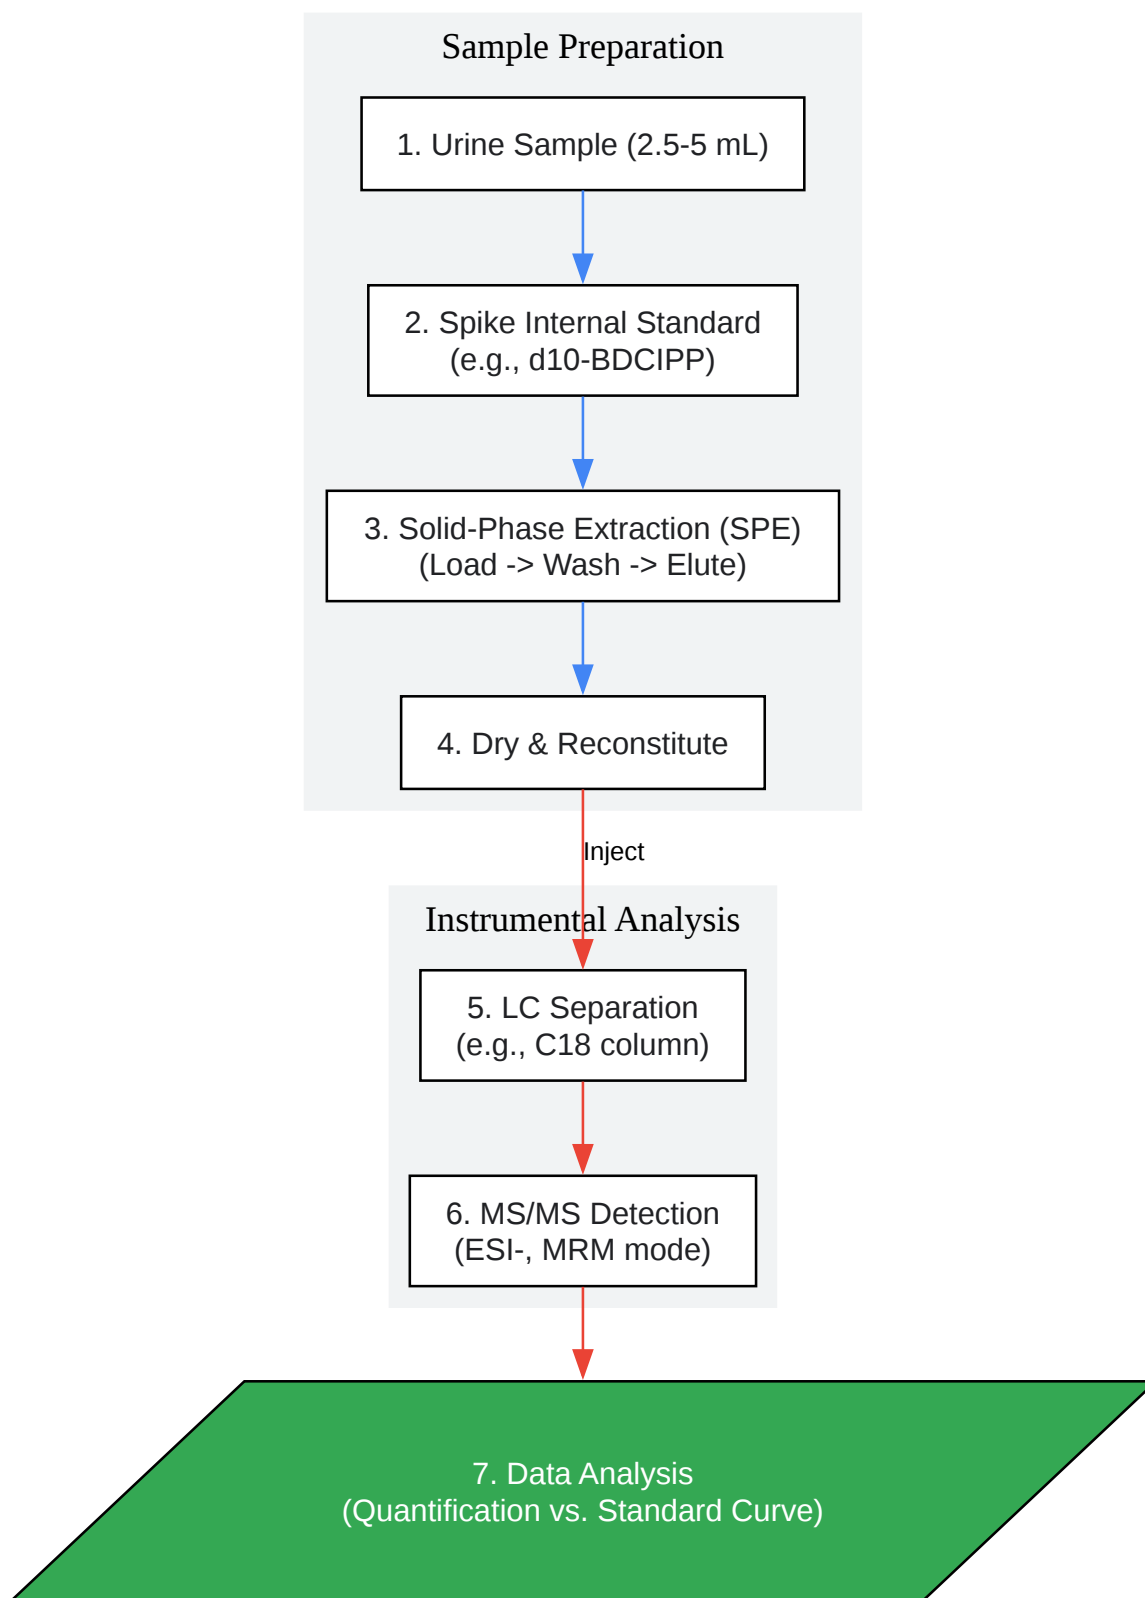 Sample Preparation
1. Urine Sample (2.5-5 mL)
2. Spike Internal Standard
(e.g., d10-BDCIPP)
3. Solid-Phase Extraction (SPE)
(Load -> Wash -> Elute)
4. Dry & Reconstitute
Inject
Instrumental Analysis
5. LC Separation
(e.g., C18 column)
6. MS/MS Detection
(ESI-, MRM mode)
7. Data Analysis
(Quantification vs. Standard Curve)